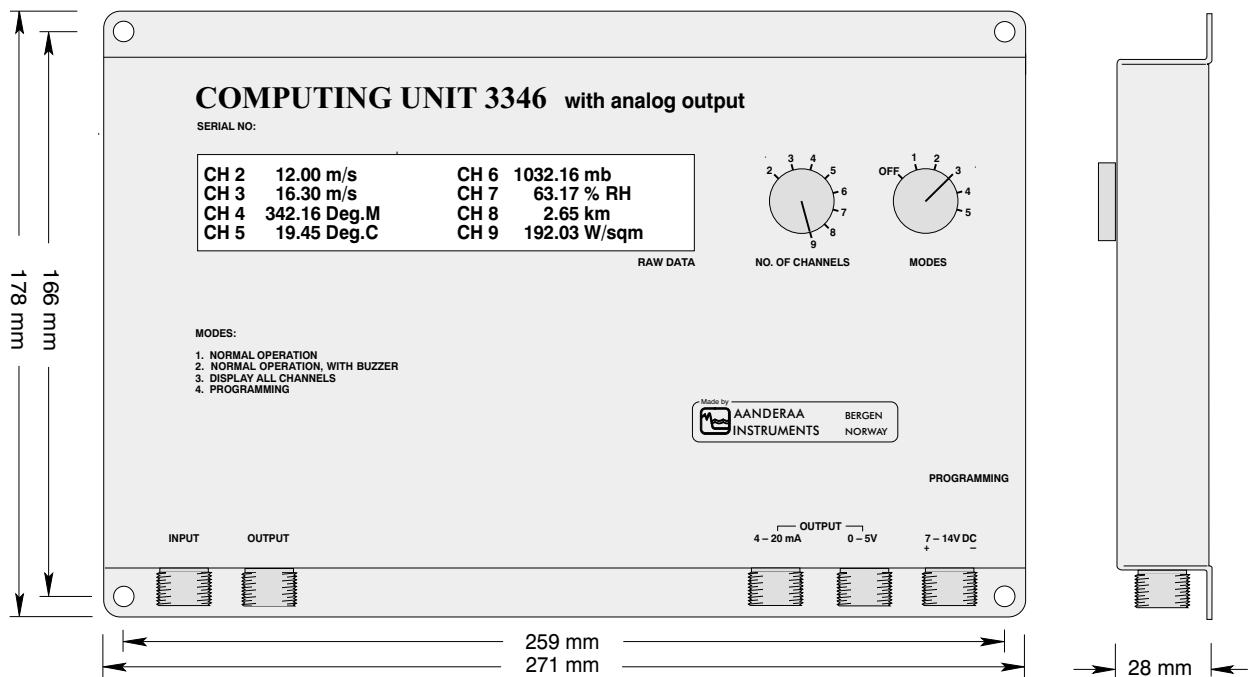 COMPUTING UNIT 3346 with analog output
SERIAL NO:
CH 2 12.00 m/s CH 6 1032.16 mb
CH 3 16.30 m/s CH 7 63.17 % RH
CH 4 342.16 Deg.M CH 8 2.65 km
CH 5 19.45 Deg.C CH 9 192.03 W/sqm
RAW DATA
2 3 4 5 6 7 8 9
NO. OF CHANNELS
OFF 1 2 3 4 5
MODES
MODES:
1. NORMAL OPERATION
2. NORMAL OPERATION, WITH BUZZER
3. DISPLAY ALL CHANNELS
4. PROGRAMMING
Made by
AANDERAA BERGEN
INSTRUMENTS NORWAY
PROGRAMMING
INPUT OUTPUT
OUTPUT
4 – 20 mA 0 – 5V 7 – 14V DC
+ –
178 mm
166 mm
259 mm
271 mm
28 mm